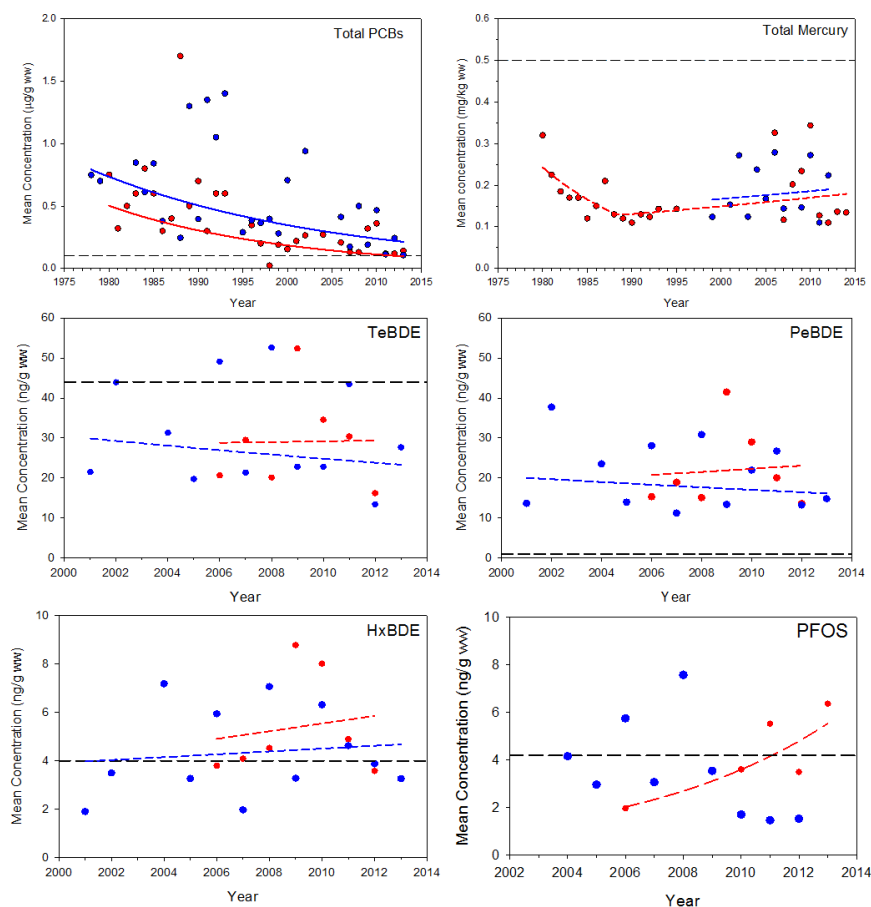 Total PCBs
Mean Concentration (µg/g ww)
2.0
1.5
1.0
0.5
0.0
1975 1980 1985 1990 1995 2000 2005 2010 2015
Year
Total Mercury
Mean concentration (mg/kg ww)
0.6
0.5
0.4
0.3
0.2
0.1
0.0
1975 1980 1985 1990 1995 2000 2005 2010 2015
Year
TeBDE
Mean Concentration (ng/g ww)
60
50
40
30
20
10
0
2000 2002 2004 2006 2008 2010 2012 2014
Year
PeBDE
Mean Concentration (ng/g ww)
60
50
40
30
20
10
0
2000 2002 2004 2006 2008 2010 2012 2014
Year
HxBDE
Mean Conentration (ng/g ww)
10
8
6
4
2
0
2000 2002 2004 2006 2008 2010 2012 2014
Year
PFOS
Mean Concentration (ng/g ww)
10
8
6
4
2
0
2002 2004 2006 2008 2010 2012 2014
Year